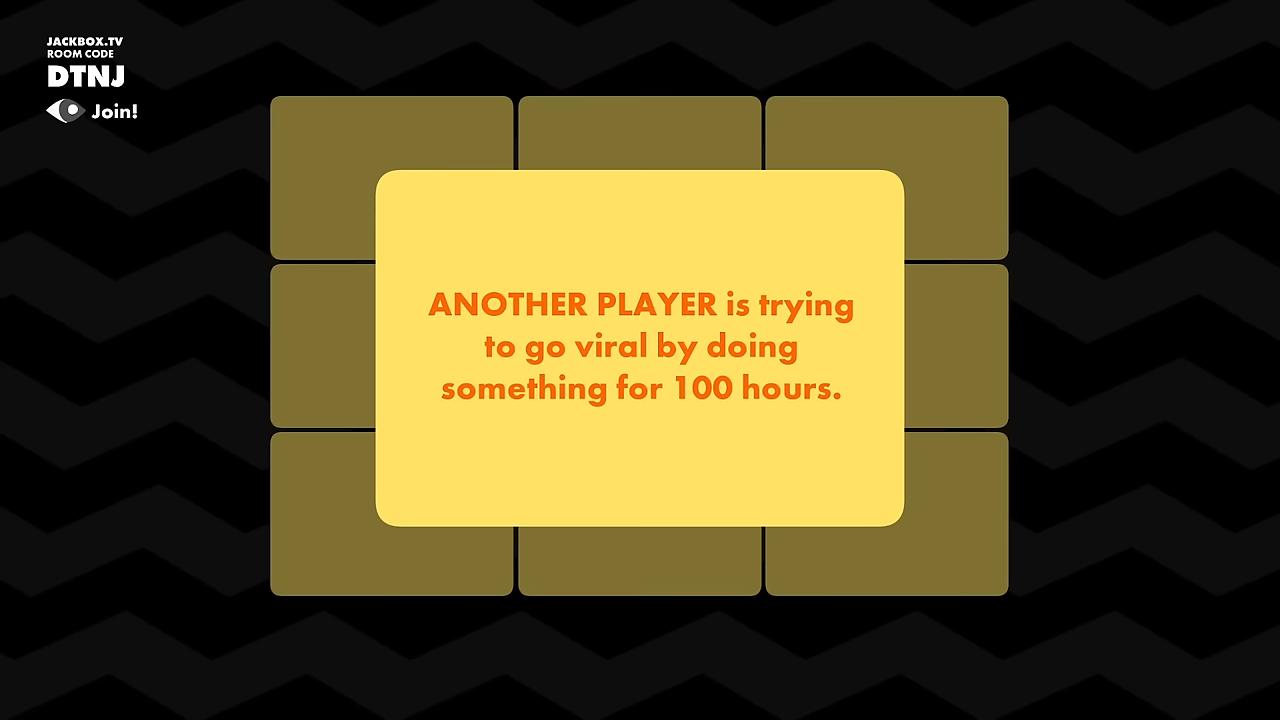 JACKBOX.TV
ROOM CODE
DTNJ
Join!
ANOTHER PLAYER is trying
to go viral by doing
something for 100 hours.